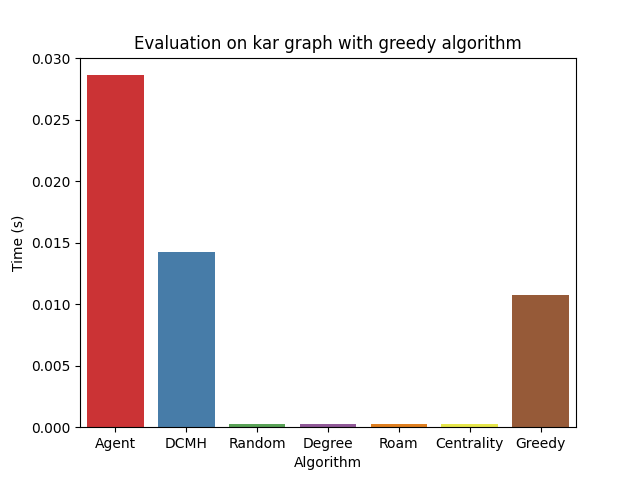 Evaluation on kar graph with greedy algorithm
0.030
0.025
0.020
0.015
0.010
0.005
0.000
Time (s)
Agent DCMH Random Degree Roam Centrality Greedy
Algorithm